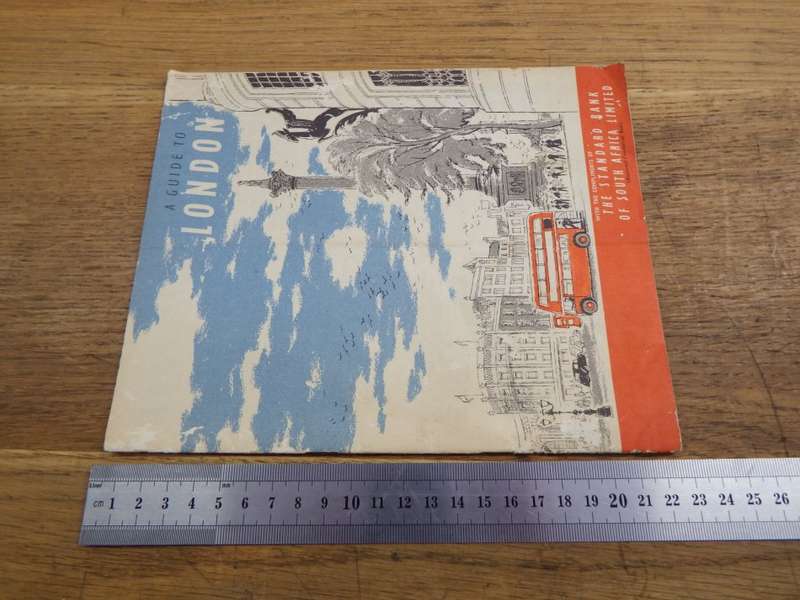 A GUIDE TO
LONDON
WITH THE COMPLIMENTS OF
THE STANDARD BANK
OF SOUTH AFRICA LIMITED
cm 1 2 3 4 5 6 7 8 9 10 11 12 13 14 15 16 17 18 19 20 21 22 23 24 25 26
mm